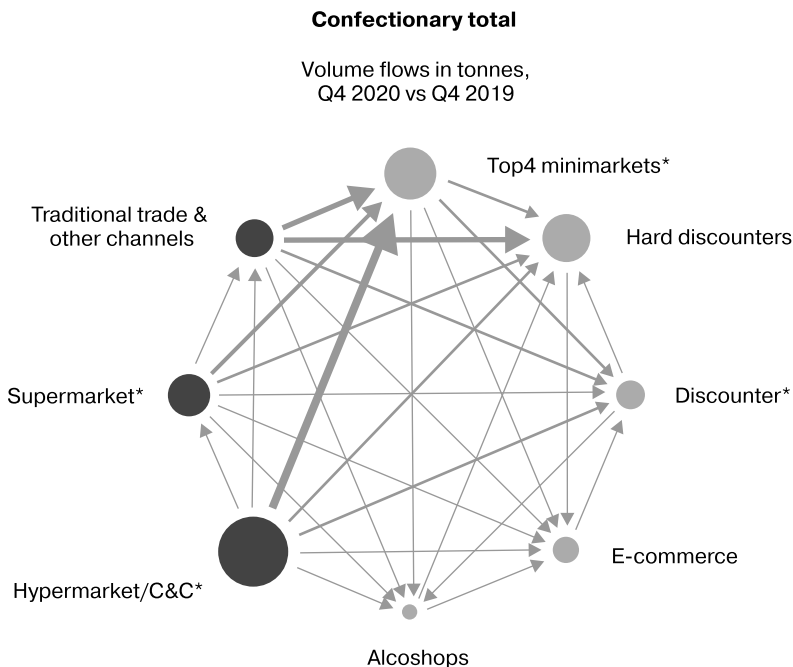 Confectionary total
Volume flows in tonnes,
Q4 2020 vs Q4 2019
Top4 minimarkets*
Traditional trade &
other channels
Hard discounters
Supermarket*
Discounter*
E-commerce
Hypermarket/C&C*
Alcoshops